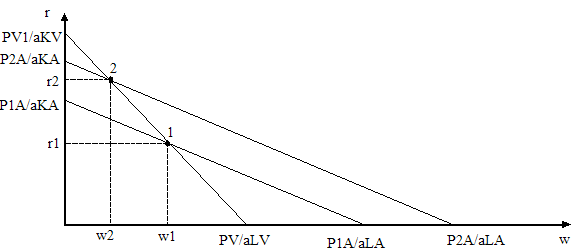 r
PV1/aKV
P2A/aKA
2
r2
P1A/aKA
1
r1
w2 w1 PV/aLV P1A/aLA P2A/aLA w